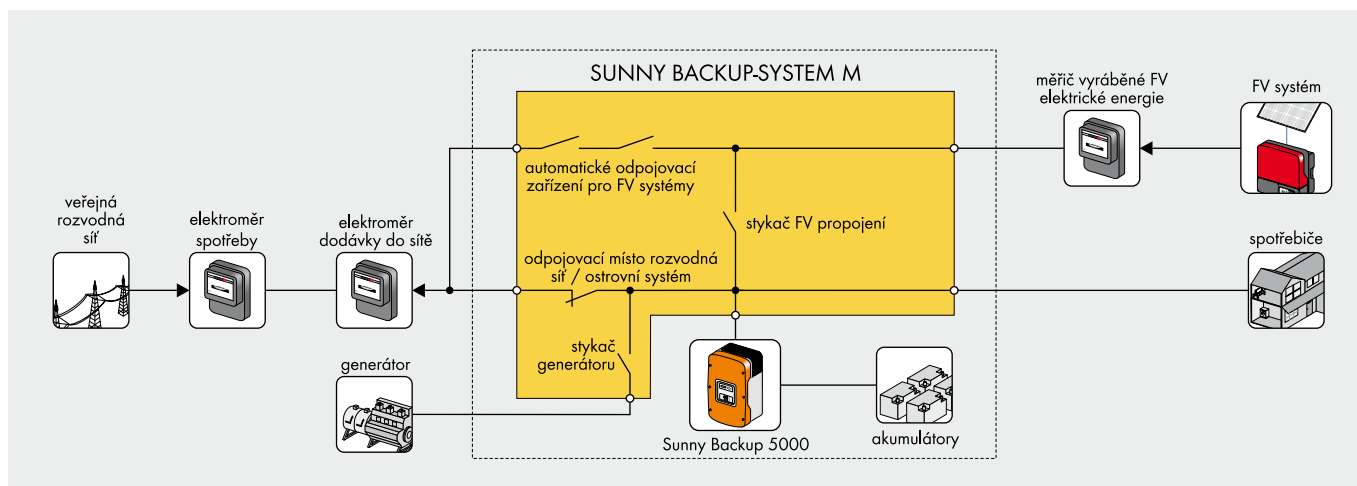 SUNNY BACKUP-SYSTEM M
měřič vyráběné FV
elektrické energie
FV systém
automatické odpojovací
zařízení pro FV systémy
veřejná
rozvodná
síť
elektroměr
spotřeby
elektroměr
dodávky do sítě
stykač FV propojení
spotřebiče
odpojovací místo rozvodná
síť / ostrovní systém
stykač
generátoru
generátor
Sunny Backup 5000
akumulátory